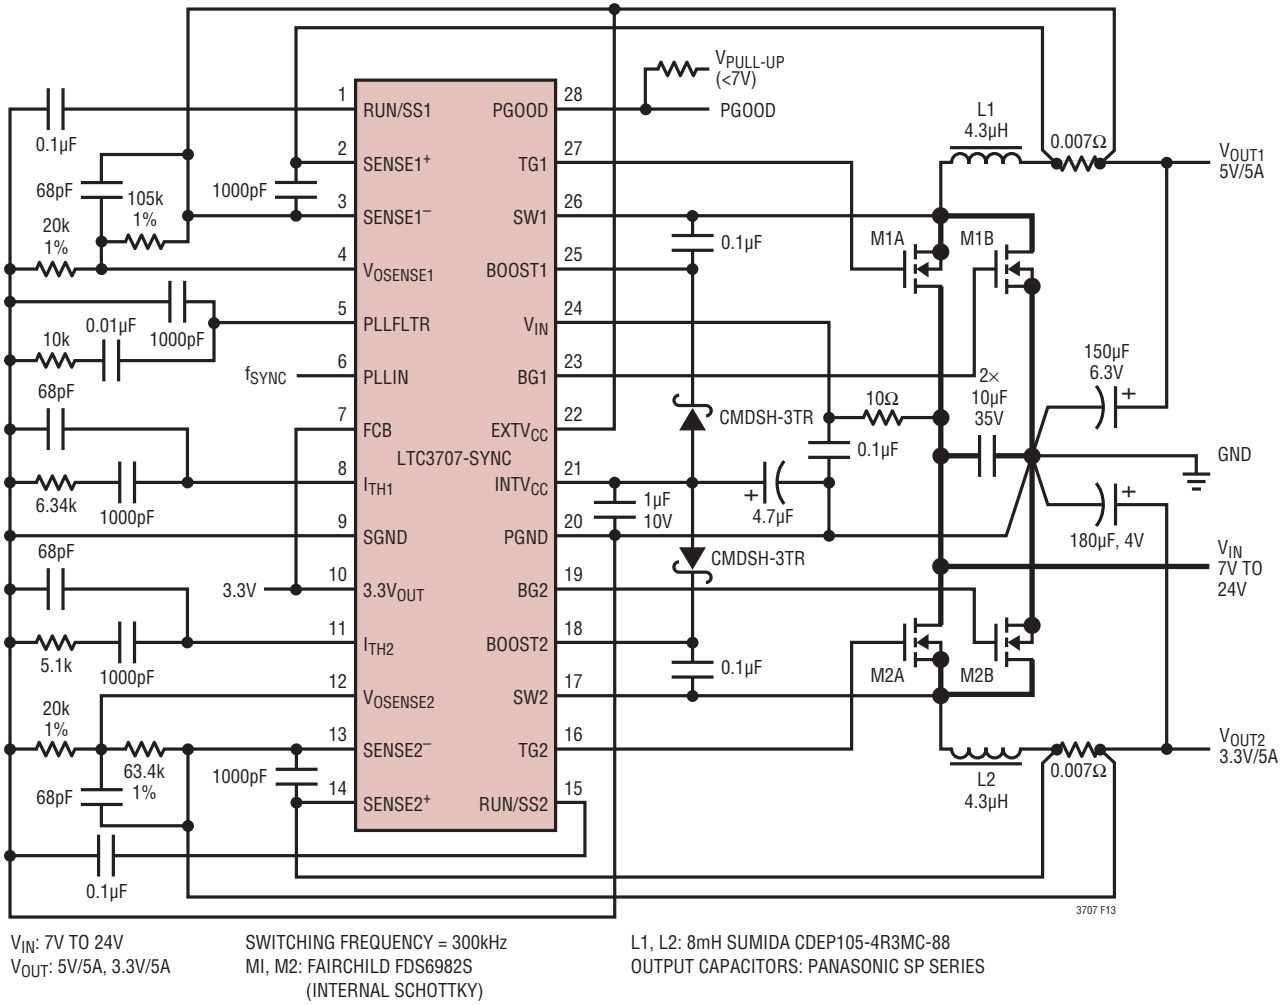 VPULL-UP
(<7V)
1
RUN/SS1
PGOOD
28
PGOOD
0.1µF
L1
4.3µH
0.007Ω
VOUT1
5V/5A
2
SENSE1+
TG1
27
68pF
105k
1%
1000pF
3
SENSE1–
SW1
26
20k
1%
0.1µF
M1A
M1B
4
VOSENSE1
BOOST1
25
0.01µF
1000pF
5
PLLFLTR
VIN
24
10k
fSYNC
6
PLLIN
BG1
23
2×
10µF
35V
150µF
6.3V
+
68pF
CMDSH-3TR
10Ω
7
FCB
EXTVCC
22
LTC3707-SYNC
0.1µF
GND
8
ITH1
INTVCC
21
6.34k
1000pF
1µF
10V
+
4.7µF
+
180µF, 4V
9
SGND
PGND
20
68pF
CMDSH-3TR
VIN
7V TO
24V
3.3V
10
3.3VOUT
BG2
19
11
ITH2
BOOST2
18
5.1k
1000pF
0.1µF
M2A
M2B
12
VOSENSE2
SW2
17
20k
1%
13
SENSE2–
TG2
16
VOUT2
3.3V/5A
63.4k
1%
1000pF
L2
4.3µH
0.007Ω
68pF
14
SENSE2+
RUN/SS2
15
0.1µF
3707 F13
VIN: 7V TO 24V
VOUT: 5V/5A, 3.3V/5A
SWITCHING FREQUENCY = 300kHz
MI, M2: FAIRCHILD FDS6982S
(INTERNAL SCHOTTKY)
L1, L2: 8mH SUMIDA CDEP105-4R3MC-88
OUTPUT CAPACITORS: PANASONIC SP SERIES